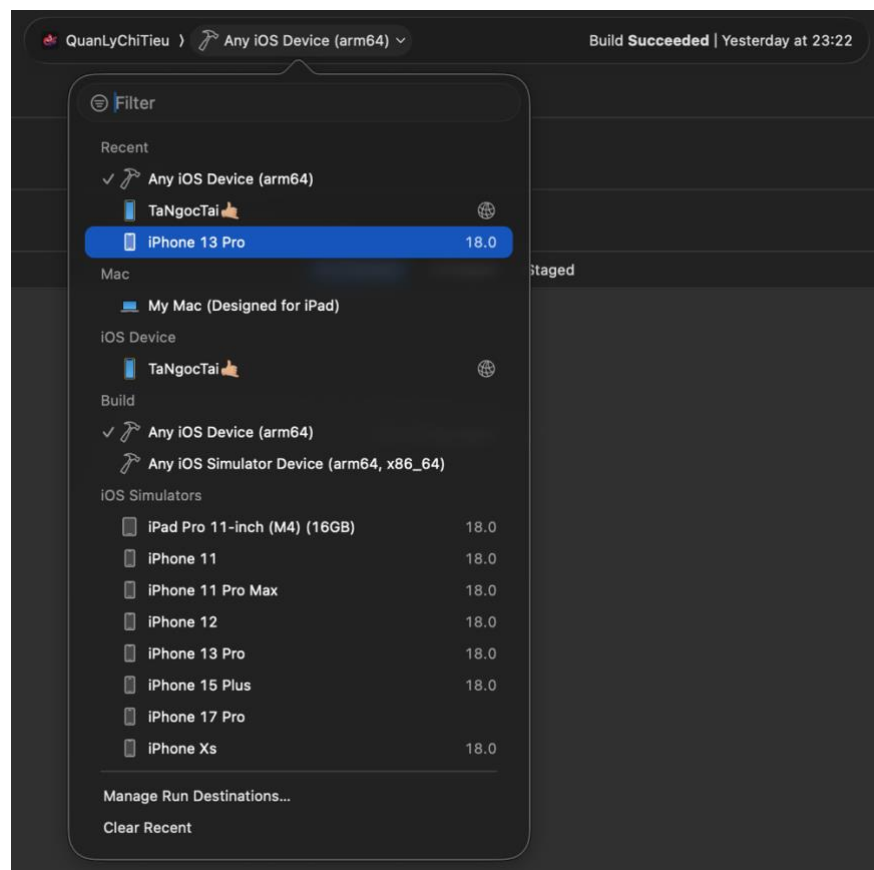 QuanLyChiTieu 〉 Any iOS Device (arm64) Build Succeeded | Yesterday at 23:22
Filter
Recent
✓ Any iOS Device (arm64)
TaNgocTai🤙🏼
iPhone 13 Pro 18.0
Staged
Mac
My Mac (Designed for iPad)
iOS Device
TaNgocTai🤙🏼
Build
✓ Any iOS Device (arm64)
Any iOS Simulator Device (arm64, x86_64)
iOS Simulators
iPad Pro 11-inch (M4) (16GB) 18.0
iPhone 11 18.0
iPhone 11 Pro Max 18.0
iPhone 12 18.0
iPhone 13 Pro 18.0
iPhone 15 Plus 18.0
iPhone 17 Pro
iPhone Xs 18.0
Manage Run Destinations...
Clear Recent